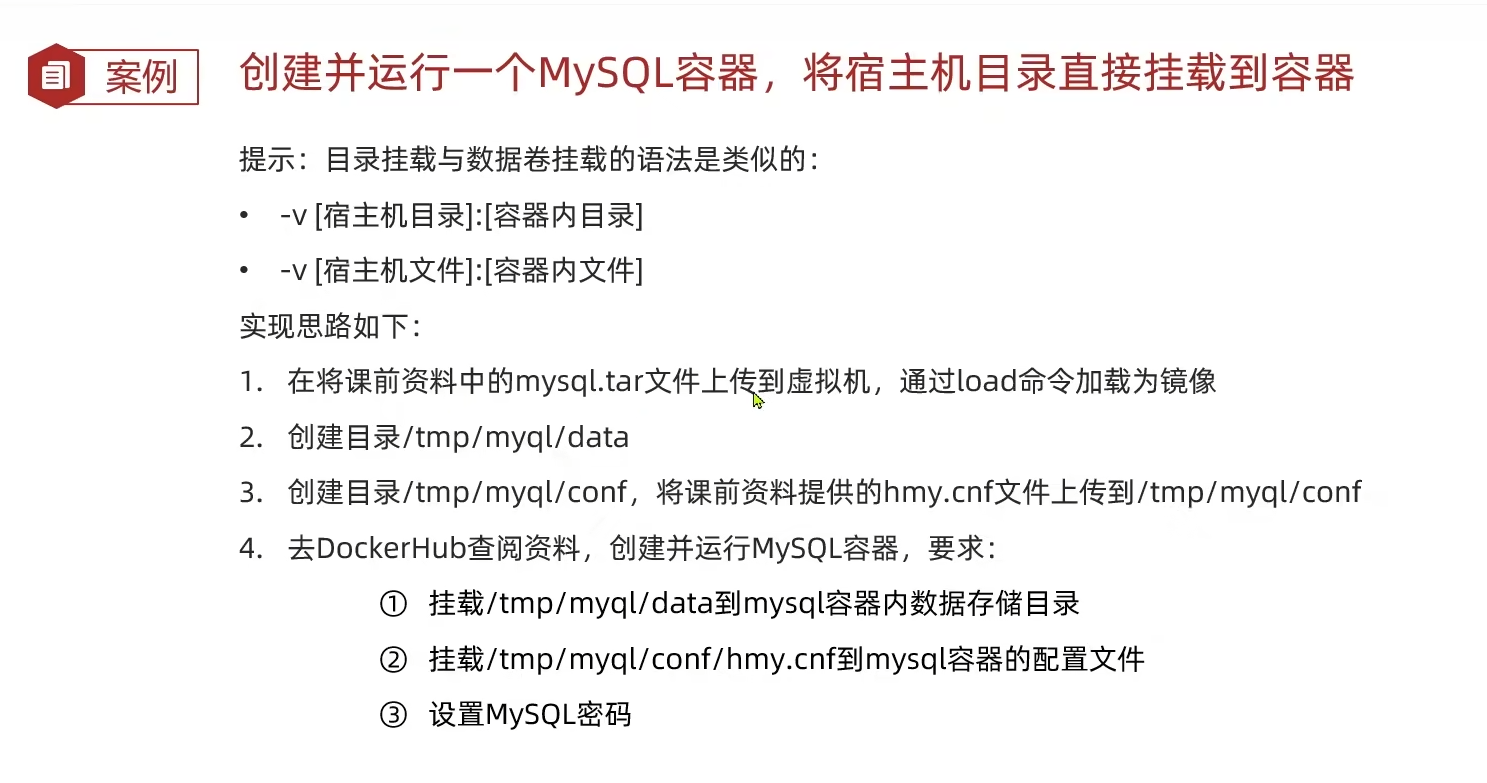 案例
创建并运行一个MySQL容器，将宿主机目录直接挂载到容器
提示：目录挂载与数据卷挂载的语法是类似的：
• -v [宿主机目录]:[容器内目录]
• -v [宿主机文件]:[容器内文件]
实现思路如下：
1. 在将课前资料中的mysql.tar文件上传到虚拟机，通过load命令加载为镜像
2. 创建目录/tmp/myql/data
3. 创建目录/tmp/myql/conf，将课前资料提供的hmy.cnf文件上传到/tmp/myql/conf
4. 去DockerHub查阅资料，创建并运行MySQL容器，要求：
① 挂载/tmp/myql/data到mysql容器内数据存储目录
② 挂载/tmp/myql/conf/hmy.cnf到mysql容器的配置文件
③ 设置MySQL密码